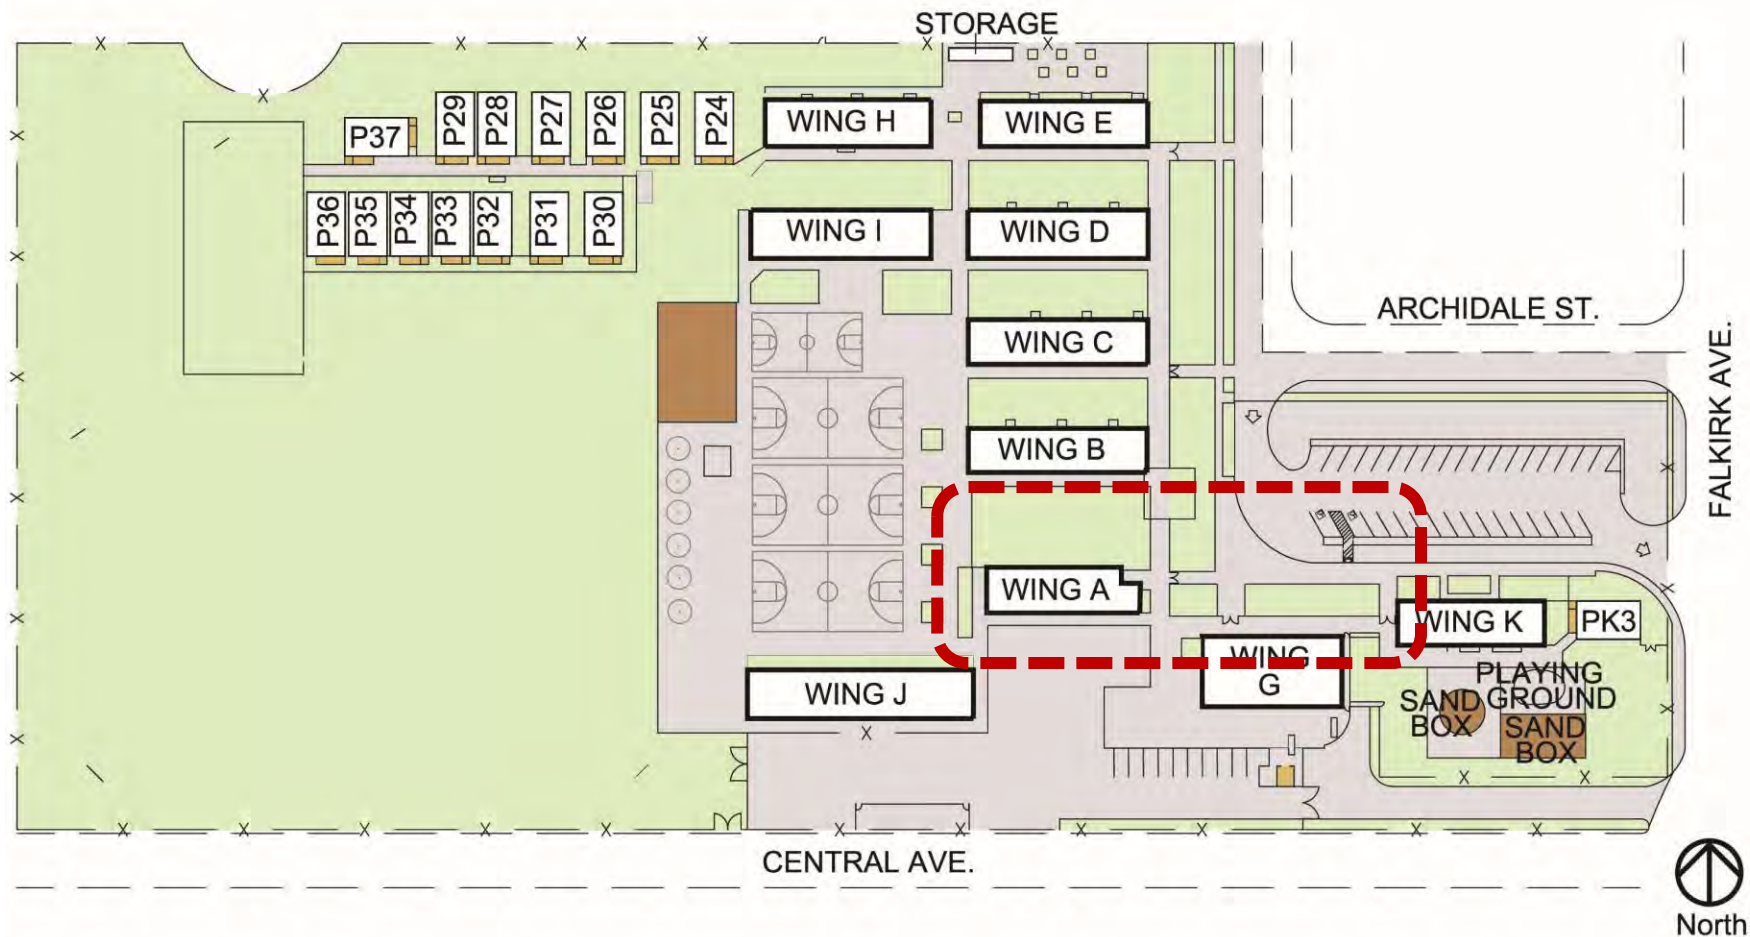 STORAGE
P37
P29
P28
P27
P26
P25
P24
WING H
WING E
P36
P35
P34
P33
P32
P31
P30
WING I
WING D
ARCHIDALE ST.
FALKIRK AVE.
WING C
WING B
WING A
WING K
PK3
WING
G
WING J
PLAYING
GROUND
SAND
BOX
SAND
BOX
CENTRAL AVE.
North